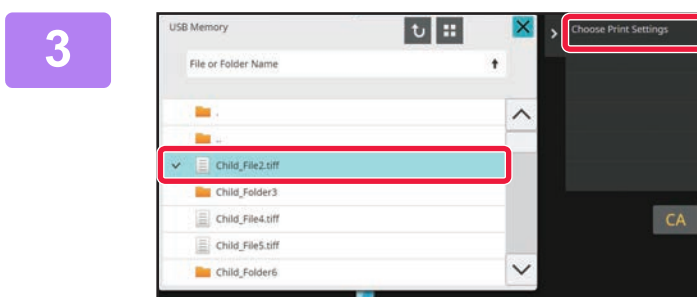 3
USB Memory
Choose Print Settings
File or Folder Name
.
..
Child_File2.tiff
Child_Folder3
Child_File4.tiff
Child_File5.tiff
Child_Folder6
CA